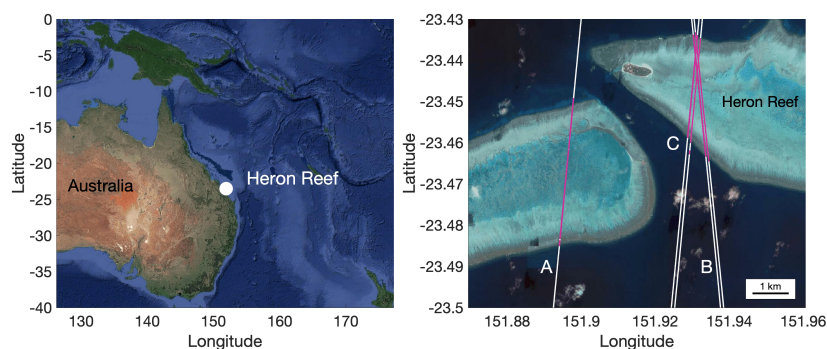 0
-5
-10
-15
-20
-25
-30
-35
-40
Latitude
130 140 150 160 170
Longitude
Australia
Heron Reef
-23.43
-23.44
-23.45
-23.46
-23.47
-23.48
-23.49
-23.5
Latitude
151.88 151.9 151.92 151.94 151.96
Longitude
Heron Reef
C
A
B
1 km